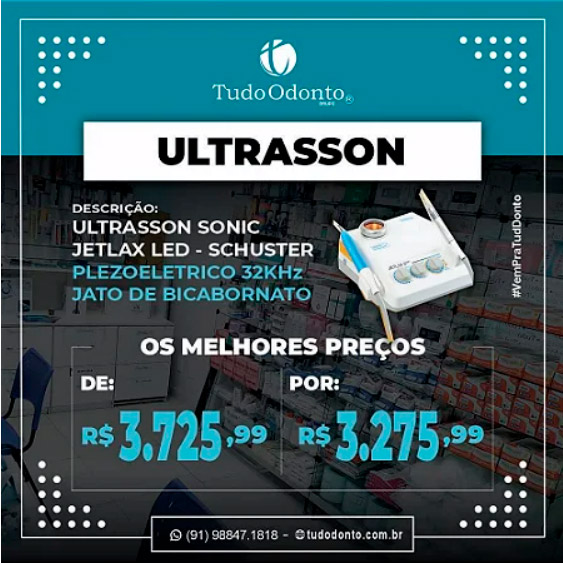 TudoOdonto
ULTRASSON
DESCRIÇÃO:
ULTRASSON SONIC
JETLAX LED - SCHUSTER
PLEZOELETRICO 32KHz
JATO DE BICABORNATO
#VemPraTudDonto
OS MELHORES PREÇOS
DE:
R$ 3.725,99
POR:
R$ 3.275,99
(91) 98847.1818 - tudodonto.com.br